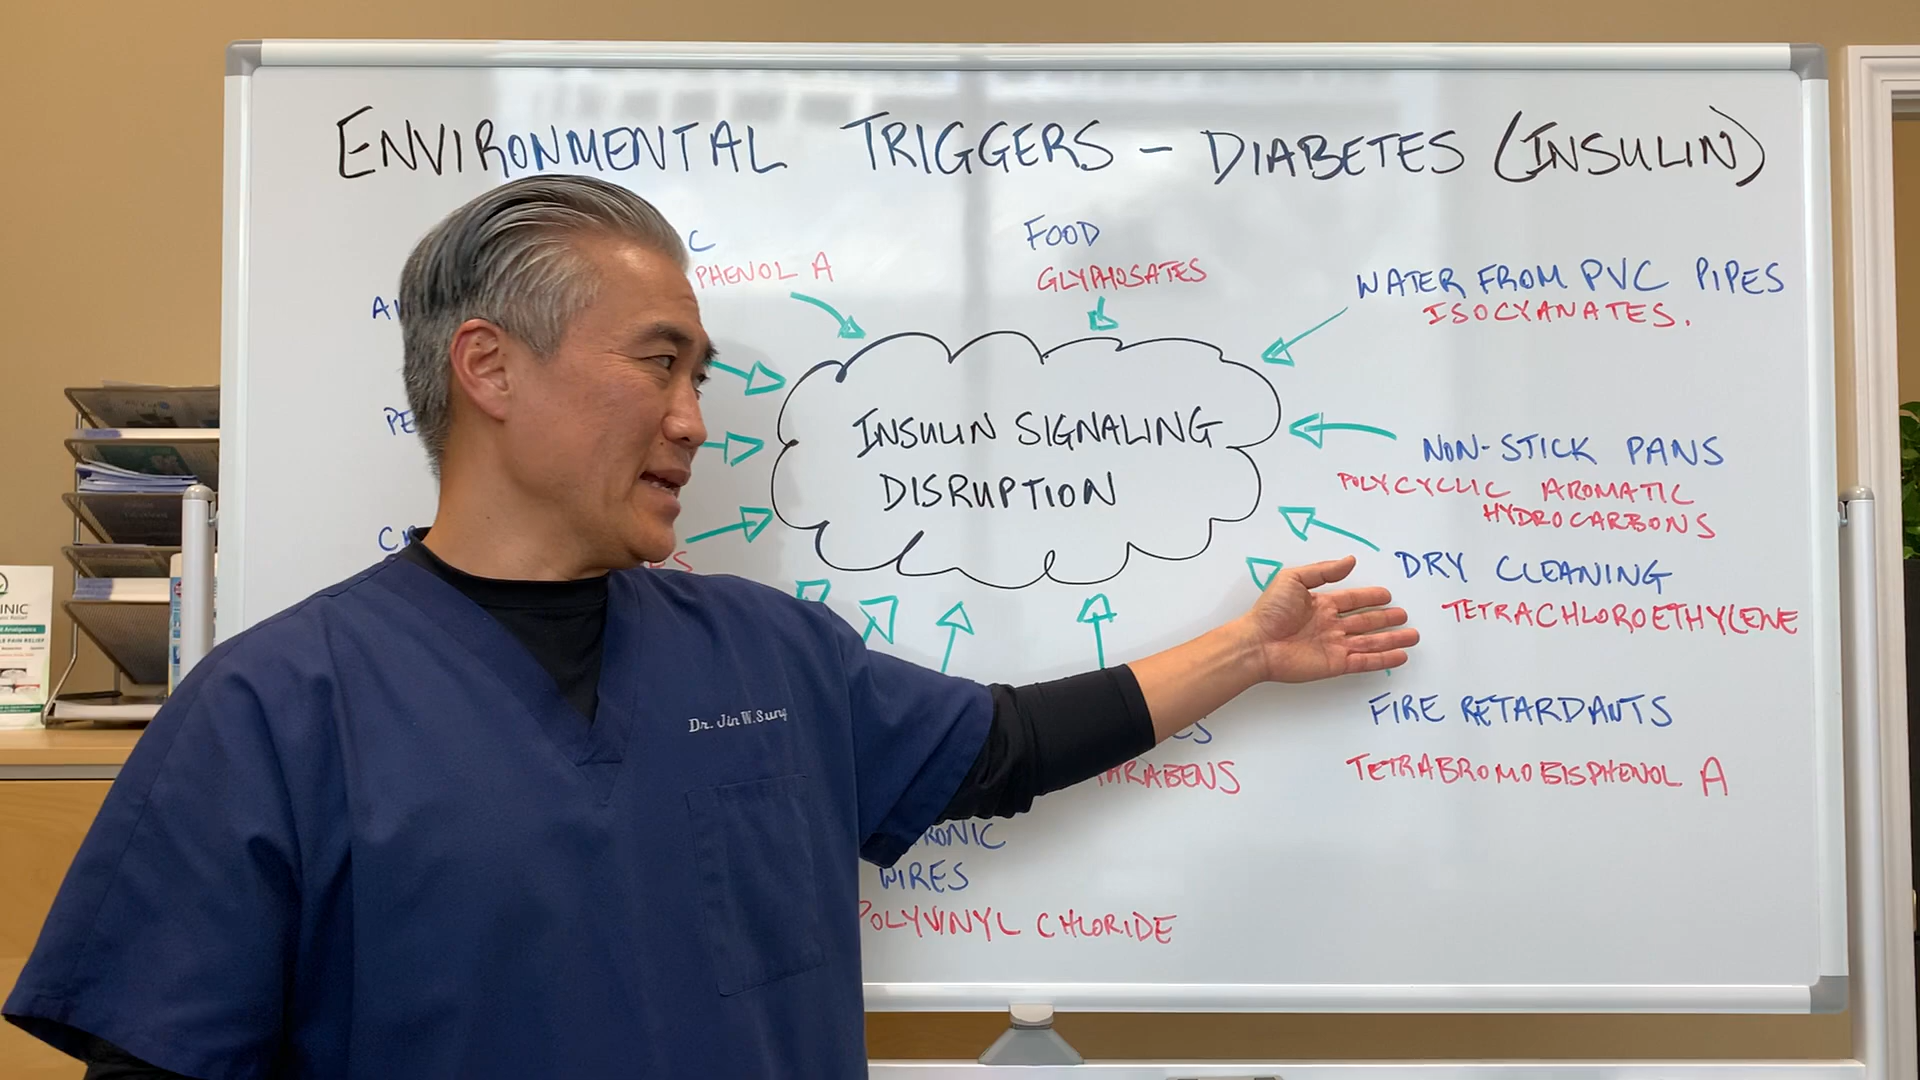 ENVIRONMENTAL TRIGGERS - DIABETES (INSULIN)
FOOD
GLYPHOSATES
PHENOL A
WATER FROM PVC PIPES
ISOCYANATES.
INSULIN SIGNALING
DISRUPTION
NON-STICK PANS
POLYCYCLIC AROMATIC
HYDROCARBONS
DRY CLEANING
TETRACHLOROETHYLENE
FIRE RETARDANTS
TETRABROMOBISPHENOL A
ARABENS
RONIC
WIRES
POLYVINYL CHLORIDE
Dr. Jin W. Sung